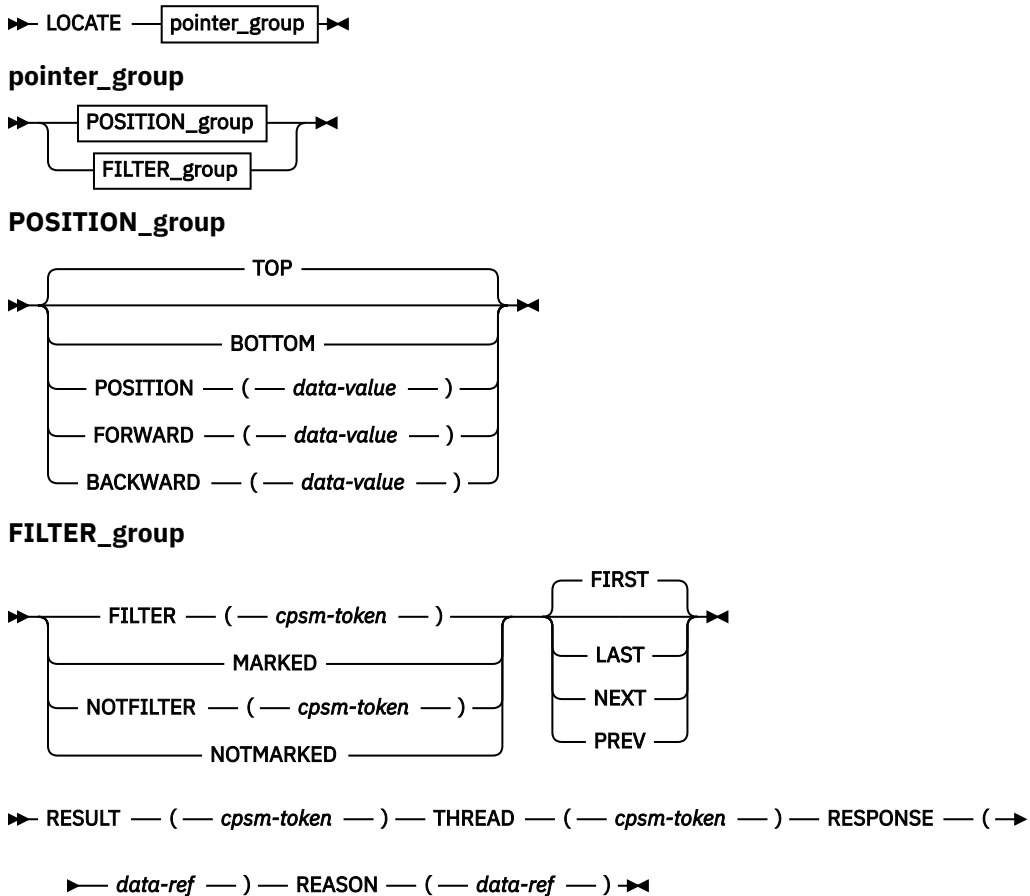 LOCATE pointer_group
pointer_group
POSITION_group
FILTER_group
POSITION_group
TOP
BOTTOM
POSITION ( data-value )
FORWARD ( data-value )
BACKWARD ( data-value )
FILTER_group
FIRST
FILTER ( cpsm-token )
MARKED LAST
NOTFILTER ( cpsm-token ) NEXT
NOTMARKED PREV
RESULT ( cpsm-token ) THREAD ( cpsm-token ) RESPONSE (
data-ref ) REASON ( data-ref )